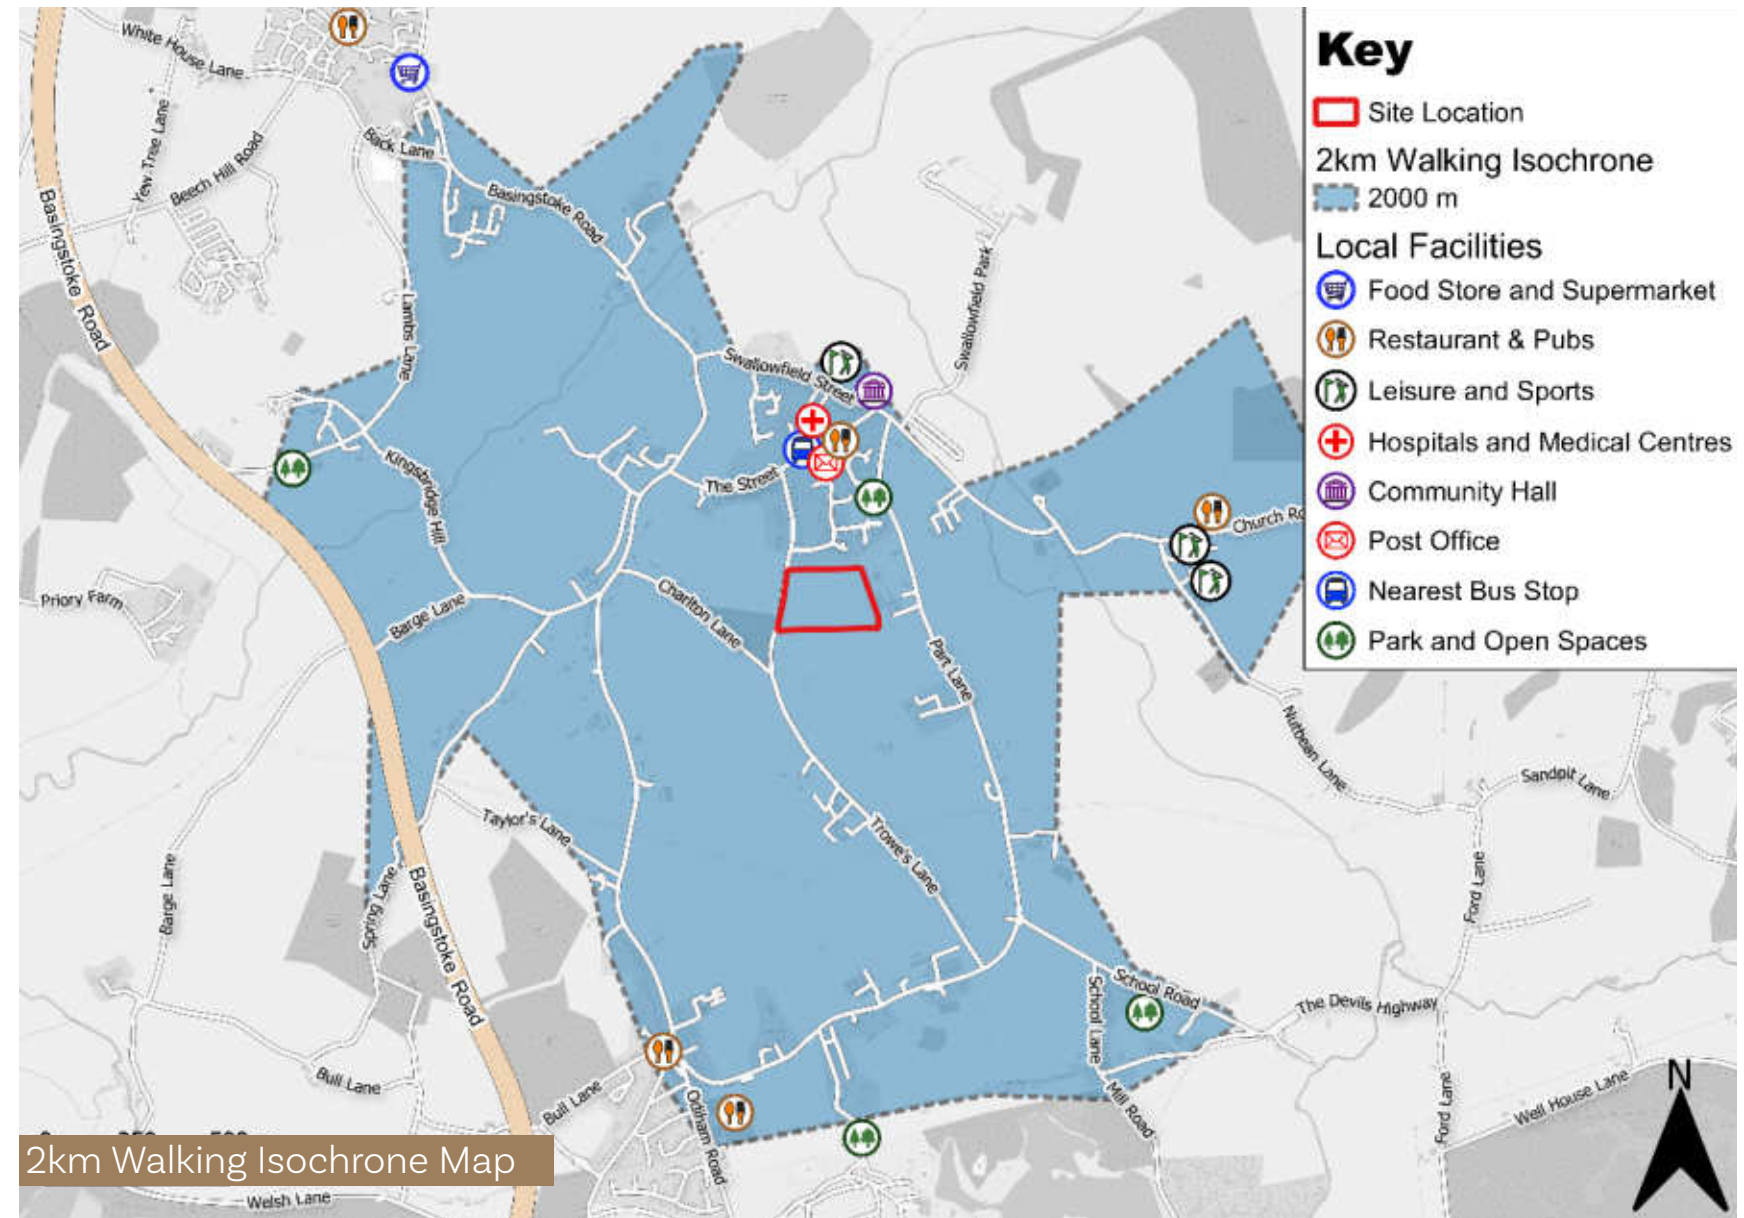 White House Lane
Yew Tree Lane
Beech Hill Road
Back Lane
Basingstoke Road
Basingstoke Road
Lambs Lane
Swallowfield Park
Swallowfield Street
Kingsbridge Hill
The Street
Church Ro
Priory Farm
Barge Lane
Charlton Lane
Part Lane
Nutbean Lane
Sandpit Lane
Taylor's Lane
Trowe's Lane
Barge Lane
Spring Lane
Basingstoke Road
Ford Lane
School Road
School Lane
The Devils Highway
Bull Lane
Bull Lane
Odiham Road
Mill Road
Ford Lane
Well House Lane
Welsh Lane
N
2km Walking Isochrone Map
Key
Site Location
2km Walking Isochrone
2000 m
Local Facilities
Food Store and Supermarket
Restaurant & Pubs
Leisure and Sports
Hospitals and Medical Centres
Community Hall
Post Office
Nearest Bus Stop
Park and Open Spaces